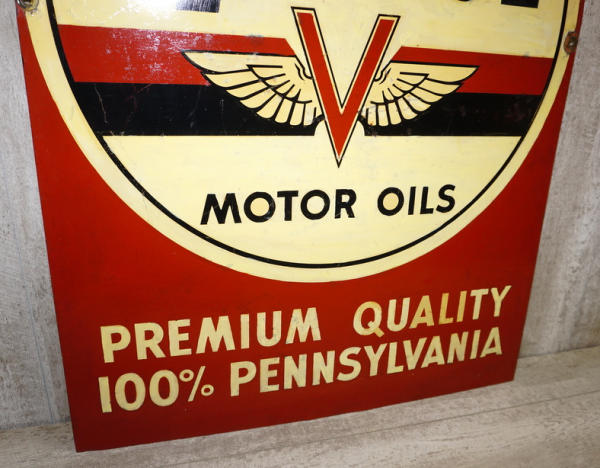 V
MOTOR OILS
PREMIUM QUALITY
100% PENNSYLVANIA